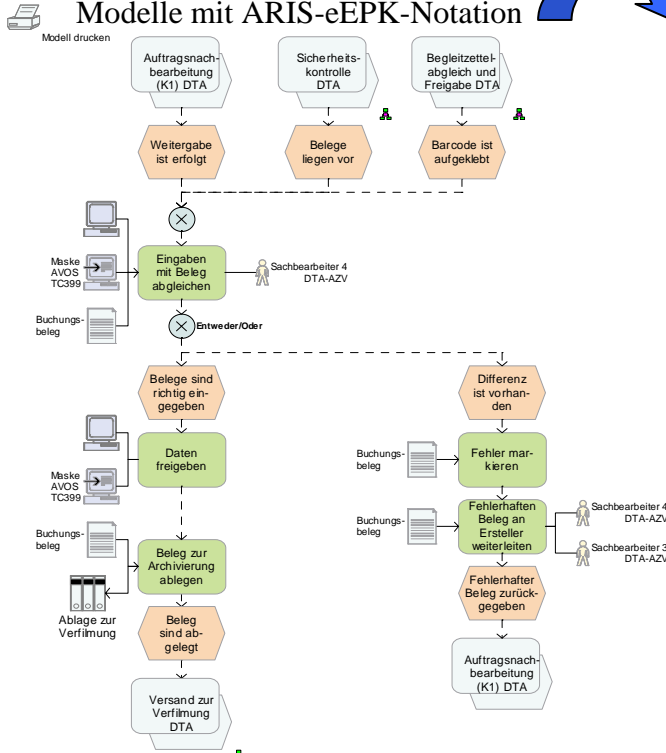 Modelle mit ARIS-eEPK-Notation
Modell drucken
Auftragsnach-
bearbeitung
(K1) DTA
Sicherheits-
kontrolle
DTA
Begleitzettel-
abgleich und
Freigabe DTA
Weitergabe
ist erfolgt
Belege
liegen vor
Barcode ist
aufgeklebt
Maske
AVOS
TC399
Buchungs-
beleg
Eingaben
mit Beleg
abgleichen
Sachbearbeiter 4
DTA-AZV
Entweder/Oder
Belege sind
richtig ein-
gegeben
Differenz
ist vorhan-
den
Maske
AVOS
TC399
Daten
freigeben
Buchungs-
beleg
Fehler mar-
kieren
Buchungs-
beleg
Fehlerhaften
Beleg an
Ersteller
weiterleiten
Sachbearbeiter 4
DTA-AZV
Sachbearbeiter 3
DTA-AZV
Buchungs-
beleg
Beleg zur
Archivierung
ablegen
Ablage zur
Verfilmung
Fehlerhafter
Beleg zurück-
gegeben
Beleg
sind ab-
gelegt
Auftragsnach-
bearbeitung
(K1) DTA
Versand zur
Verfilmung
DTA